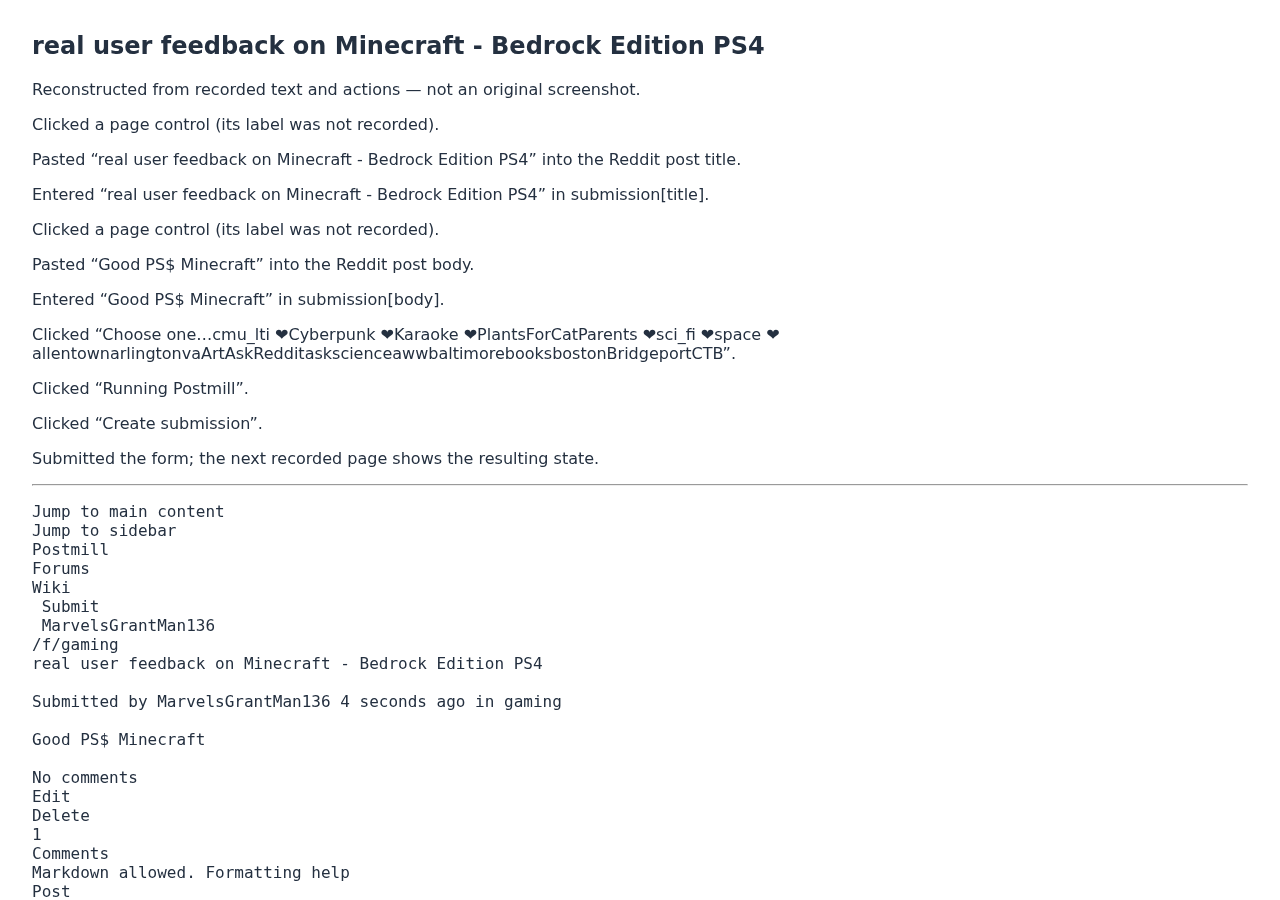 real user feedback on Minecraft - Bedrock Edition PS4
Reconstructed from recorded text and actions — not an original screenshot.
Clicked a page control (its label was not recorded).
Pasted “real user feedback on Minecraft - Bedrock Edition PS4” into the Reddit post title.
Entered “real user feedback on Minecraft - Bedrock Edition PS4” in submission[title].
Clicked a page control (its label was not recorded).
Pasted “Good PS$ Minecraft” into the Reddit post body.
Entered “Good PS$ Minecraft” in submission[body].
Clicked “Choose one…cmu_lti ❤Cyberpunk ❤Karaoke ❤PlantsForCatParents ❤sci_fi ❤space ❤
allentownarlingtonvaArtAskRedditaskscienceawwbaltimorebooksbostonBridgeportCTB”.
Clicked “Running Postmill”.
Clicked “Create submission”.
Submitted the form; the next recorded page shows the resulting state.
Jump to main content
Jump to sidebar
Postmill
Forums
Wiki
Submit
MarvelsGrantMan136
/f/gaming
real user feedback on Minecraft - Bedrock Edition PS4
Submitted by MarvelsGrantMan136 4 seconds ago in gaming
Good PS$ Minecraft
No comments
Edit
Delete
1
Comments
Markdown allowed. Formatting help
Post